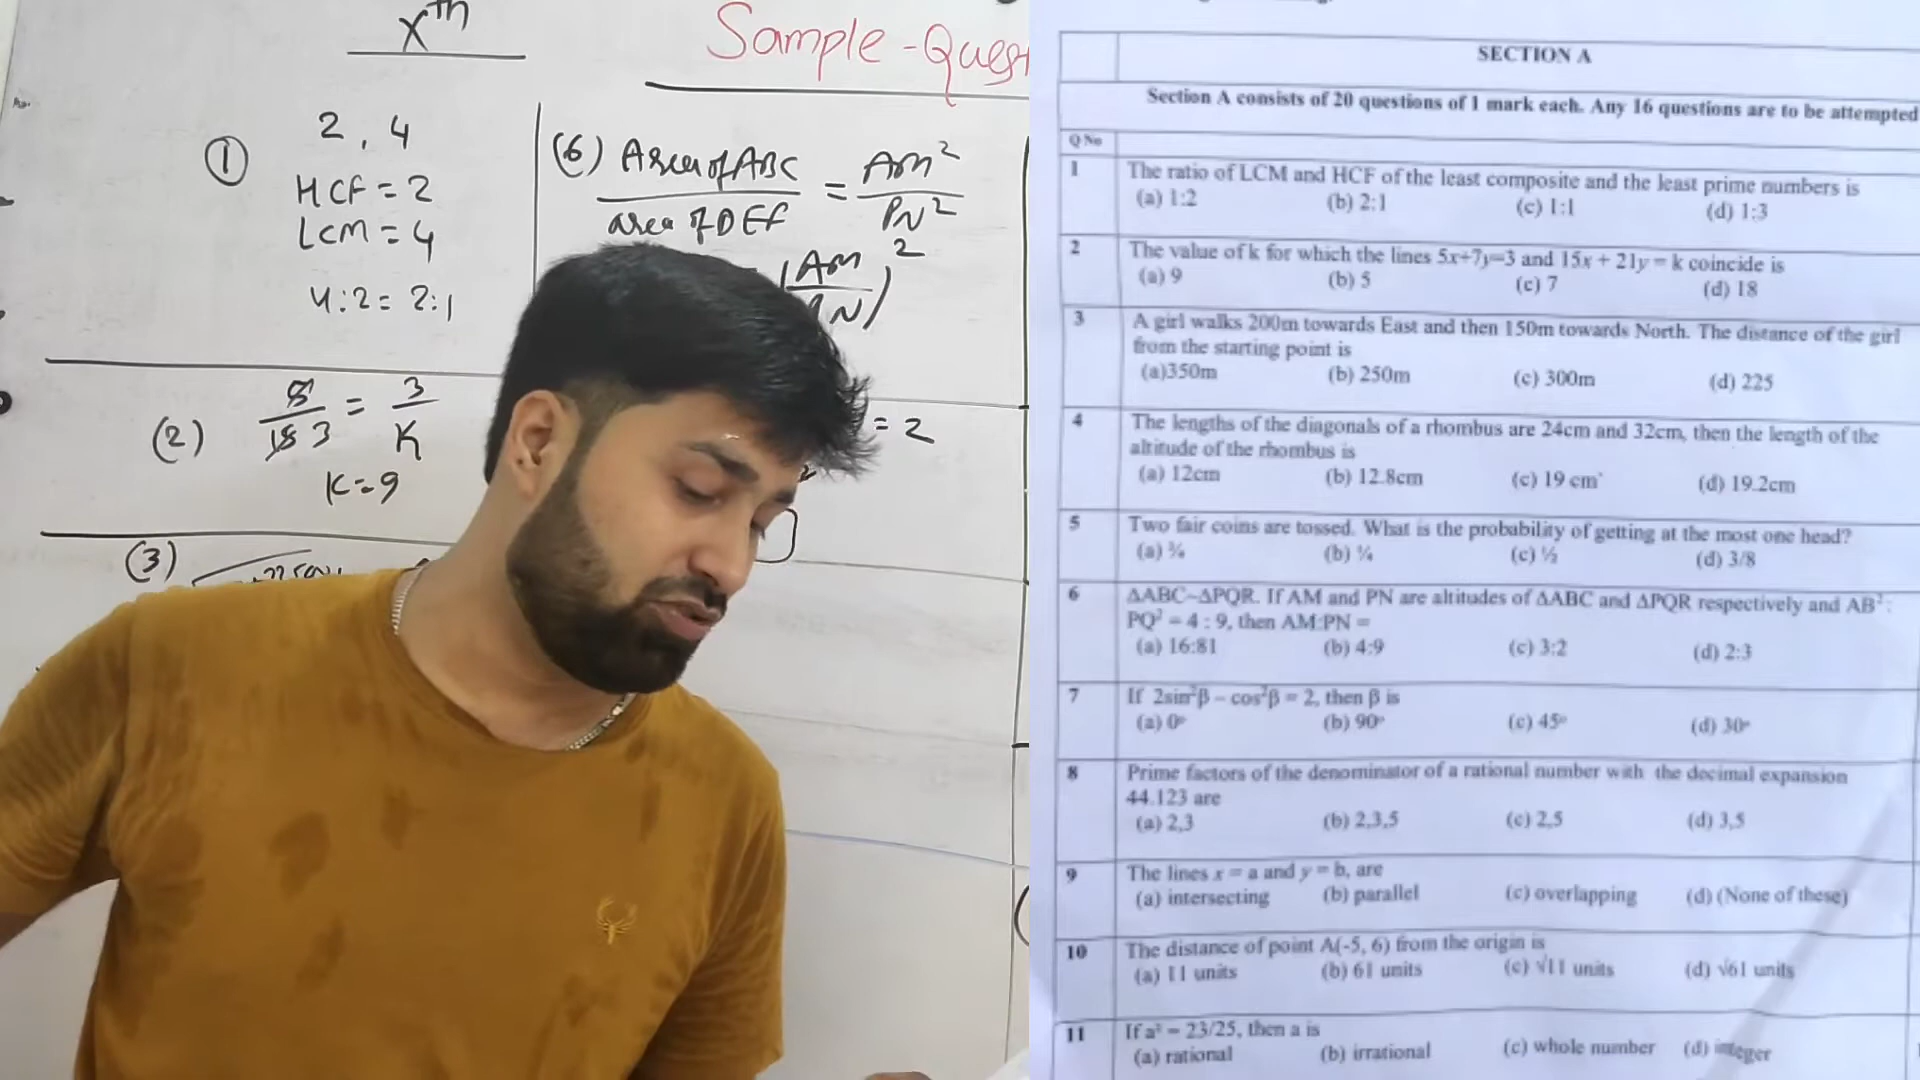 Xth
Sample-Ques
①
2, 4
HCF = 2
LCM = 4
4:2 = 2:1
(2) 5/15 3 = 3/K
K=9
(3)
(6) Area of ABC / area of DEF = AM² / PN²
(AM/PN)²
= 2
SECTION A
Section A consists of 20 questions of 1 mark each. Any 16 questions are to be attempted
Q No
1 The ratio of LCM and HCF of the least composite and the least prime numbers is
(a) 1:2 (b) 2:1 (c) 1:1 (d) 1:3
2 The value of k for which the lines 5x+7y=3 and 15x + 21y = k coincide is
(a) 9 (b) 5 (c) 7 (d) 18
3 A girl walks 200m towards East and then 150m towards North. The distance of the girl
from the starting point is
(a)350m (b) 250m (c) 300m (d) 225
4 The lengths of the diagonals of a rhombus are 24cm and 32cm, then the length of the
altitude of the rhombus is
(a) 12cm (b) 12.8cm (c) 19 cm (d) 19.2cm
5 Two fair coins are tossed. What is the probability of getting at the most one head?
(a) ¾ (b) ¼ (c) ½ (d) 3/8
6 ΔABC~ΔPQR. If AM and PN are altitudes of ΔABC and ΔPQR respectively and AB²:
PQ² = 4 : 9, then AM:PN =
(a) 16:81 (b) 4:9 (c) 3:2 (d) 2:3
7 If 2sin²β – cos²β = 2, then β is
(a) 0° (b) 90° (c) 45° (d) 30°
8 Prime factors of the denominator of a rational number with the decimal expansion
44.123 are
(a) 2,3 (b) 2,3,5 (c) 2,5 (d) 3,5
9 The lines x = a and y = b, are
(a) intersecting (b) parallel (c) overlapping (d) (None of these)
10 The distance of point A(-5, 6) from the origin is
(a) 11 units (b) 61 units (c) √11 units (d) √61 units
11 If a² = 23/25, then a is
(a) rational (b) irrational (c) whole number (d) integer